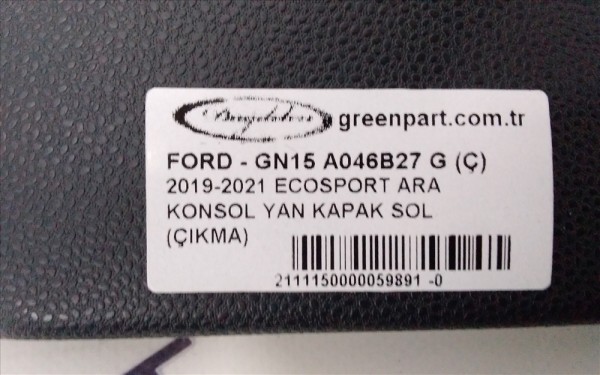 greenpart.com.tr
FORD - GN15 A046B27 G (Ç)
2019-2021 ECOSPORT ARA
KONSOL YAN KAPAK SOL
(ÇIKMA)
2111150000059891 -0